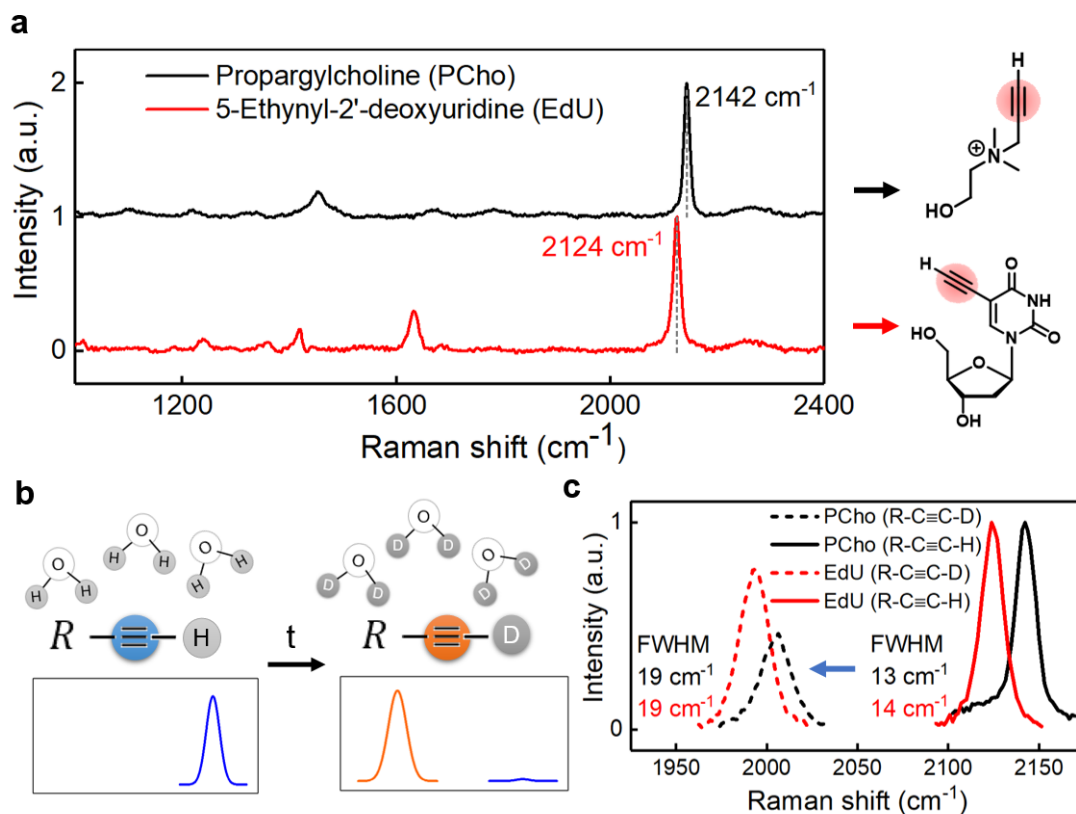 a
Propargylcholine (PCho)
5-Ethynyl-2'-deoxyuridine (EdU)
2142 cm⁻¹
2124 cm⁻¹
2
1
0
Intensity (a.u.)
1200
1600
2000
2400
Raman shift (cm⁻¹)
H
N
⊕
HO
H
O
NH
N
O
HO
O
OH
b
O
H
H
O
H
H
O
H
H
R
H
t
O
D
D
O
D
D
O
D
D
R
D
c
PCho (R-C≡C-D)
PCho (R-C≡C-H)
EdU (R-C≡C-D)
EdU (R-C≡C-H)
FWHM
19 cm⁻¹
19 cm⁻¹
FWHM
13 cm⁻¹
14 cm⁻¹
1
0
Intensity (a.u.)
1950
2000
2050
2100
2150
Raman shift (cm⁻¹)